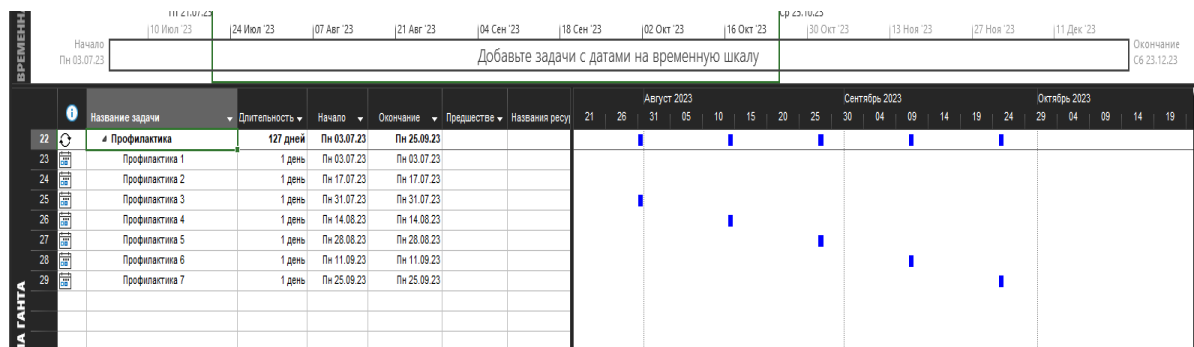 ВРЕМЕННА
Пн 21.07.23
Ср 25.10.23
10 Июл '23 24 Июл '23 07 Авг '23 21 Авг '23 04 Сен '23 18 Сен '23 02 Окт '23 16 Окт '23 30 Окт '23 13 Ноя '23 27 Ноя '23 11 Дек '23
Начало
Пн 03.07.23
Добавьте задачи с датами на временную шкалу
Окончание
Сб 23.12.23
Август 2023 Сентябрь 2023 Октябрь 2023
Название задачи Длительность Начало Окончание Предшестве Названия ресур 21 26 31 05 10 15 20 25 30 04 09 14 19 24 29 04 09 14 19
22 Профилактика 127 дней Пн 03.07.23 Пн 25.09.23
23 Профилактика 1 1 день Пн 03.07.23 Пн 03.07.23
24 Профилактика 2 1 день Пн 17.07.23 Пн 17.07.23
25 Профилактика 3 1 день Пн 31.07.23 Пн 31.07.23
26 Профилактика 4 1 день Пн 14.08.23 Пн 14.08.23
27 Профилактика 5 1 день Пн 28.08.23 Пн 28.08.23
28 Профилактика 6 1 день Пн 11.09.23 Пн 11.09.23
29 Профилактика 7 1 день Пн 25.09.23 Пн 25.09.23
НА ГАНТА